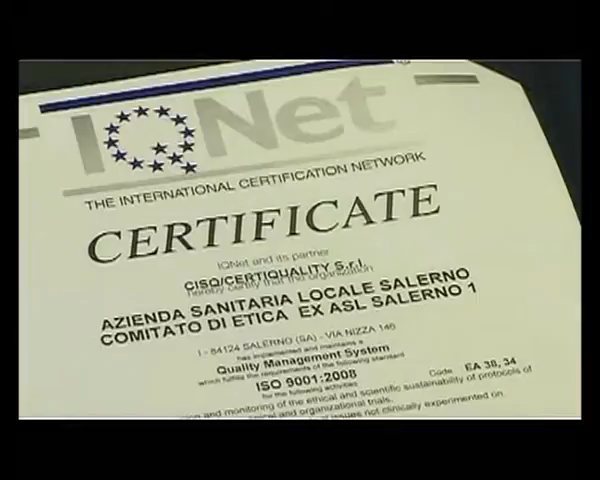 IQNet
THE INTERNATIONAL CERTIFICATION NETWORK
CERTIFICATE
IQNet and its partner
CISQ/CERTIQUALITY S.r.l.
hereby certify that the organization
AZIENDA SANITARIA LOCALE SALERNO
COMITATO DI ETICA EX ASL SALERNO 1
I - 84124 SALERNO (SA) - VIA NIZZA 146
has implemented and maintains a
Quality Management System
which fulfills the requirements of the following standard
ISO 9001:2008
Code EA 38, 34
for the following activities
and monitoring of the ethical and scientific sustainability of protocols of
and organizational trials.
issues not clinically experimented on.